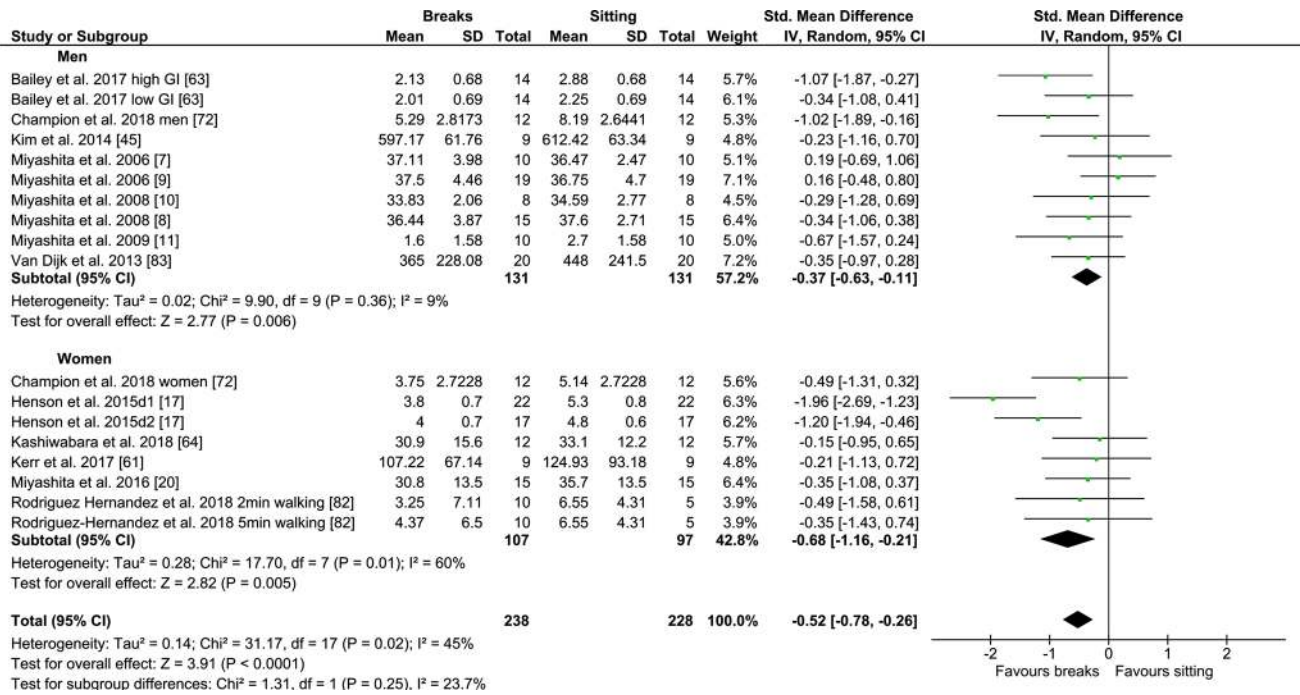 Breaks Sitting Std. Mean Difference Std. Mean Difference
Study or Subgroup Mean SD Total Mean SD Total Weight IV, Random, 95% CI IV, Random, 95% CI
Men
Bailey et al. 2017 high GI [63] 2.13 0.68 14 2.88 0.68 14 5.7% -1.07 [-1.87, -0.27]
Bailey et al. 2017 low GI [63] 2.01 0.69 14 2.25 0.69 14 6.1% -0.34 [-1.08, 0.41]
Champion et al. 2018 men [72] 5.29 2.8173 12 8.19 2.6441 12 5.3% -1.02 [-1.89, -0.16]
Kim et al. 2014 [45] 597.17 61.76 9 612.42 63.34 9 4.8% -0.23 [-1.16, 0.70]
Miyashita et al. 2006 [7] 37.11 3.98 10 36.47 2.47 10 5.1% 0.19 [-0.69, 1.06]
Miyashita et al. 2006 [9] 37.5 4.46 19 36.75 4.7 19 7.1% 0.16 [-0.48, 0.80]
Miyashita et al. 2008 [10] 33.83 2.06 8 34.59 2.77 8 4.5% -0.29 [-1.28, 0.69]
Miyashita et al. 2008 [8] 36.44 3.87 15 37.6 2.71 15 6.4% -0.34 [-1.06, 0.38]
Miyashita et al. 2009 [11] 1.6 1.58 10 2.7 1.58 10 5.0% -0.67 [-1.57, 0.24]
Van Dijk et al. 2013 [83] 365 228.08 20 448 241.5 20 7.2% -0.35 [-0.97, 0.28]
Subtotal (95% CI) 131 131 57.2% -0.37 [-0.63, -0.11]
Heterogeneity: Tau² = 0.02; Chi² = 9.90, df = 9 (P = 0.36); I² = 9%
Test for overall effect: Z = 2.77 (P = 0.006)
Women
Champion et al. 2018 women [72] 3.75 2.7228 12 5.14 2.7228 12 5.6% -0.49 [-1.31, 0.32]
Henson et al. 2015d1 [17] 3.8 0.7 22 5.3 0.8 22 6.2% -1.96 [-2.69, -1.23]
Henson et al. 2015d2 [17] 4 0.7 17 4.8 0.6 17 6.2% -1.20 [-1.94, -0.46]
Kashiwabara et al. 2018 [64] 30.9 15.6 12 33.1 12.2 12 5.7% -0.15 [-0.95, 0.65]
Kerr et al. 2017 [61] 107.22 67.14 9 124.93 93.18 9 4.8% -0.21 [-1.13, 0.72]
Miyashita et al. 2016 [20] 30.8 13.5 15 35.7 13.5 15 6.4% -0.35 [-1.08, 0.37]
Rodriguez Hernandez et al. 2018 2min walking [82] 3.25 7.11 10 6.55 4.31 5 3.9% -0.49 [-1.58, 0.61]
Rodriguez-Hernandez et al. 2018 5min walking [82] 4.37 6.5 10 6.55 4.31 5 3.9% -0.35 [-1.43, 0.74]
Subtotal (95% CI) 107 97 42.8% -0.68 [-1.16, -0.21]
Heterogeneity: Tau² = 0.28; Chi² = 17.70, df = 7 (P = 0.01); I² = 60%
Test for overall effect: Z = 2.82 (P = 0.005)
Total (95% CI) 238 228 100.0% -0.52 [-0.78, -0.26]
Heterogeneity: Tau² = 0.14; Chi² = 31.17, df = 17 (P = 0.02); I² = 45%
Test for overall effect: Z = 3.91 (P < 0.0001)
Test for subgroup differences: Chi² = 1.31, df = 1 (P = 0.25), I² = 23.7%
-2 -1 0 1 2
Favours breaks Favours sitting